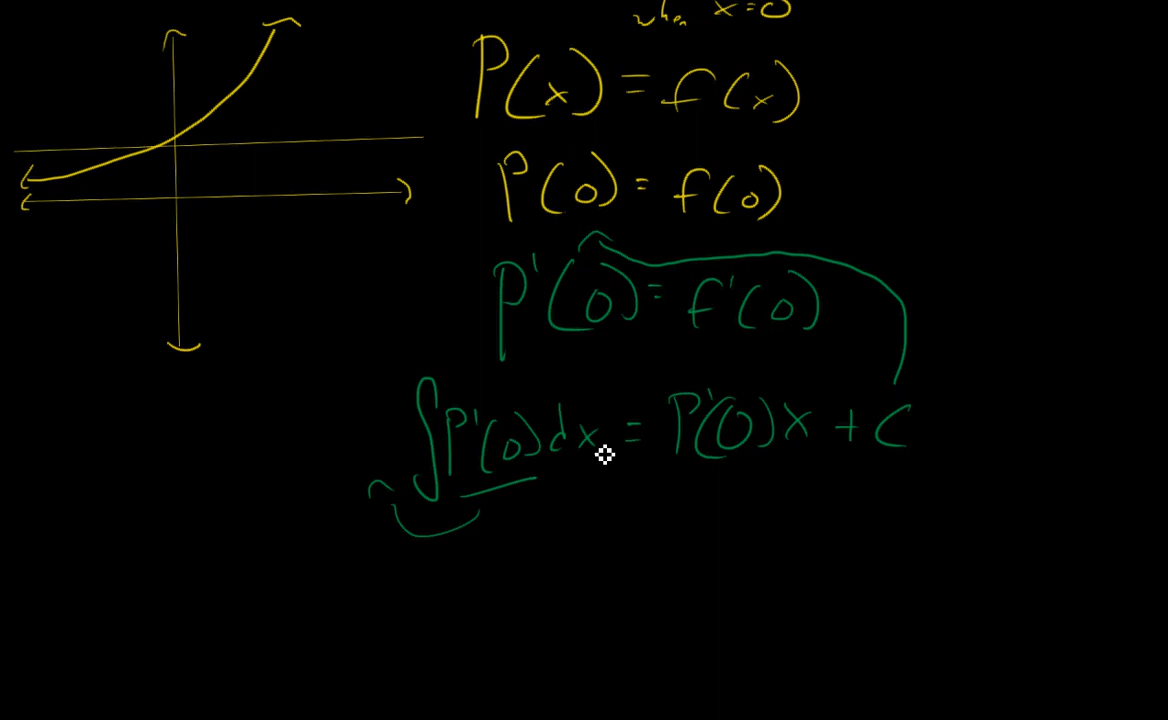 when x=0
P(x) = f(x)
P(0) = f(0)
P'(0) = f'(0)
∫P'(0)dx = P'(0)x + C